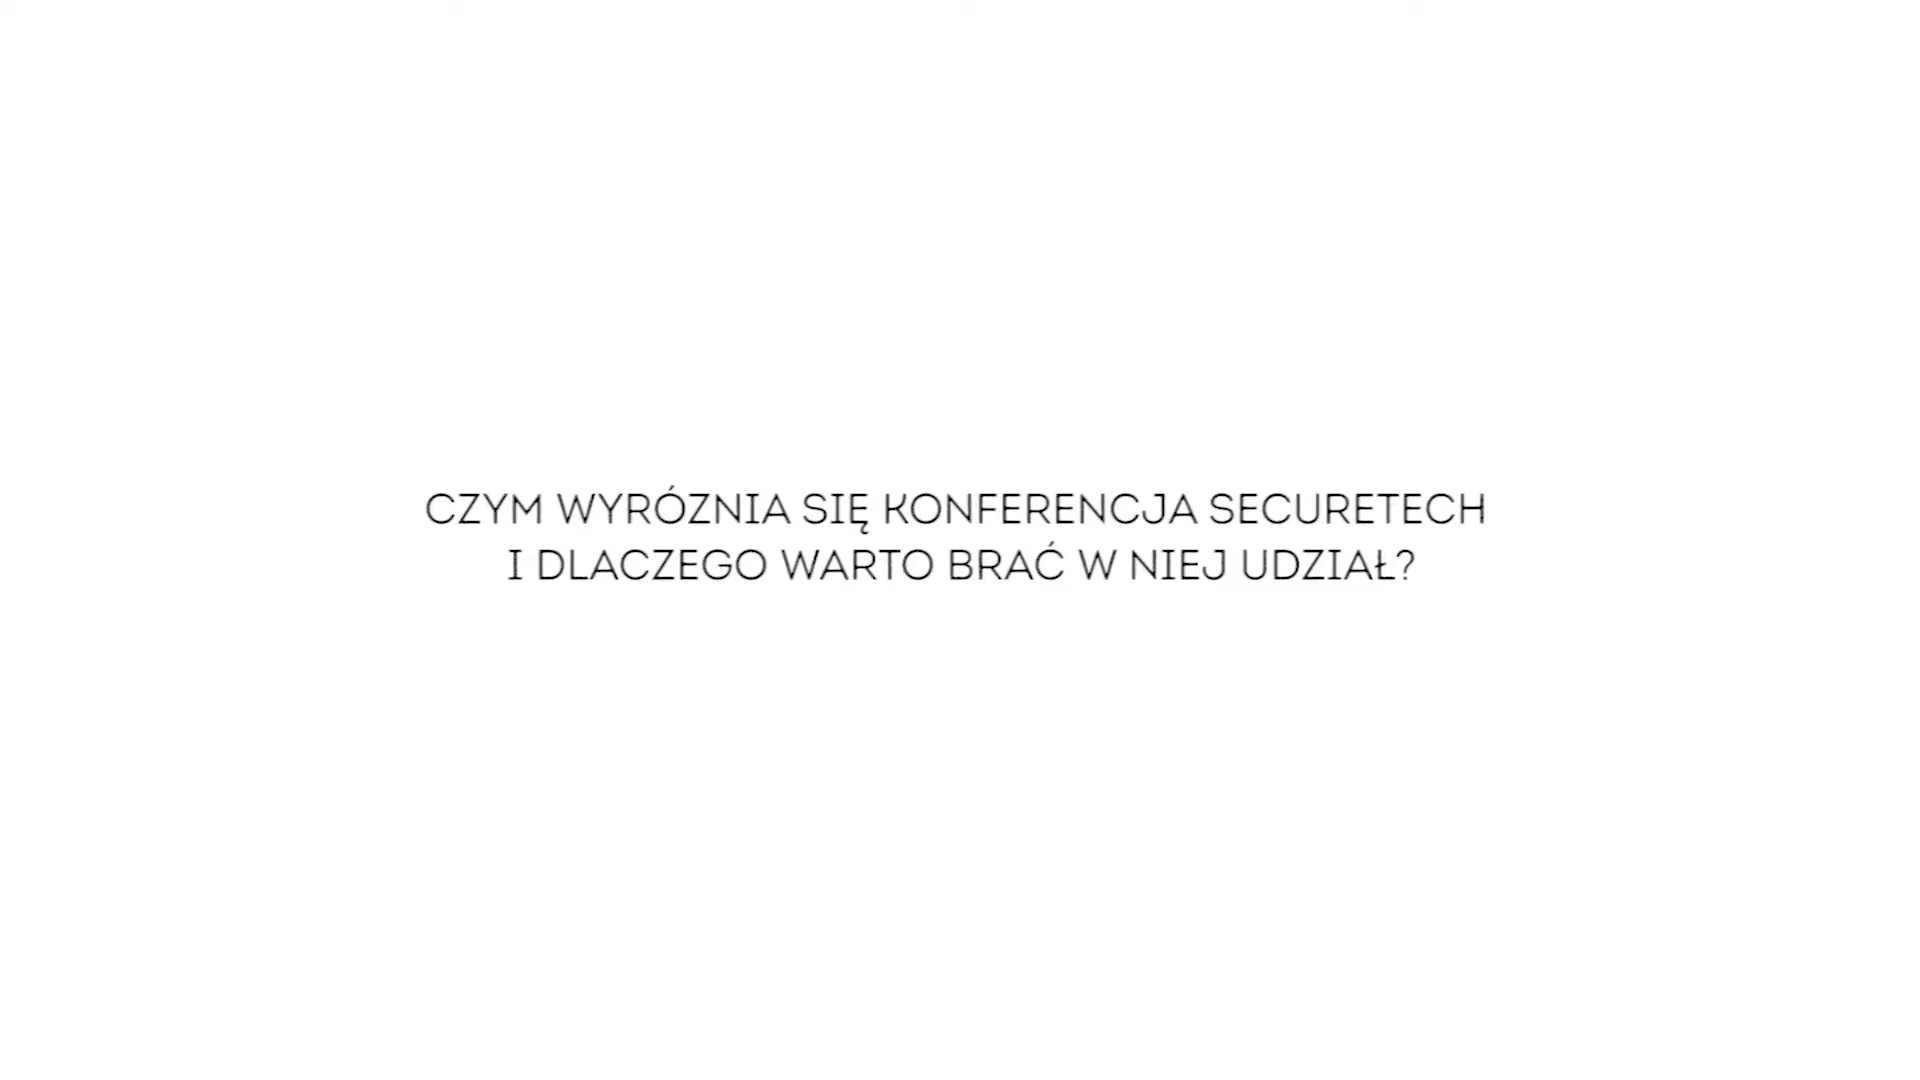 CZYM WYRÓZNIA SIĘ KONFERENCJA SECURETECH
I DLACZEGO WARTO BRAĆ W NIEJ UDZIAŁ?